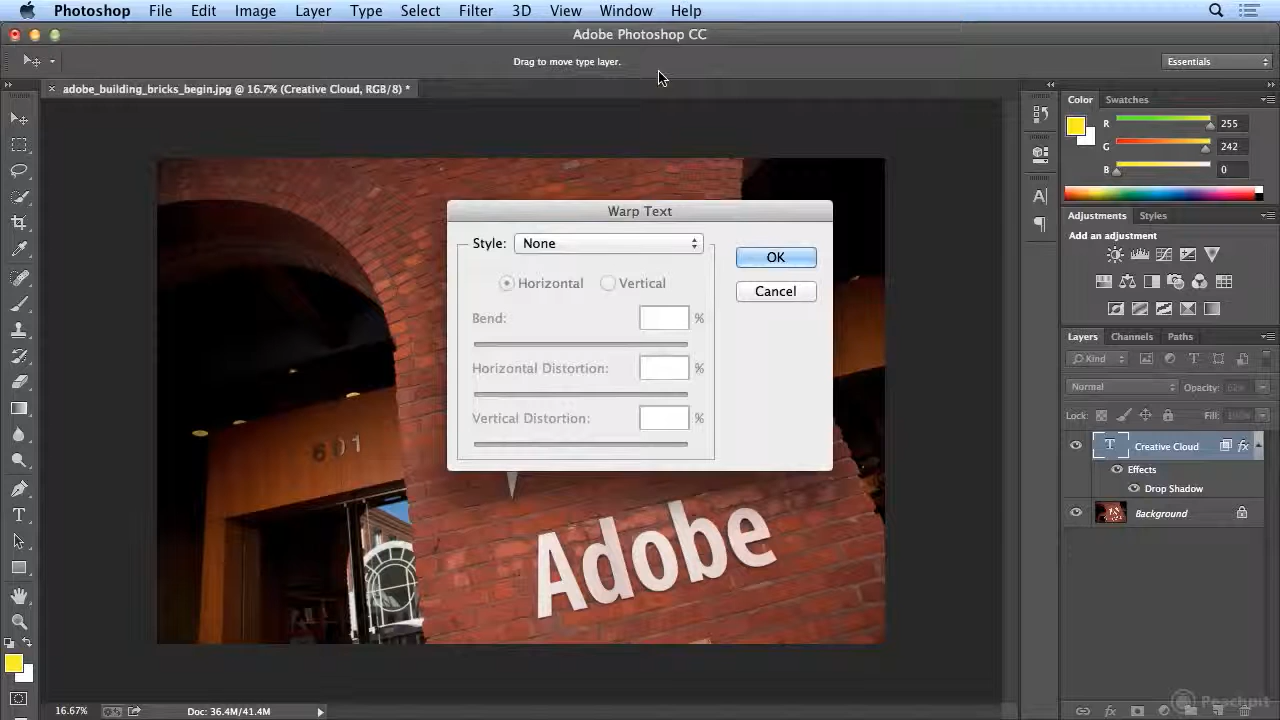 Photoshop File Edit Image Layer Type Select Filter 3D View Window Help
Adobe Photoshop CC
Drag to move type layer.
Essentials
adobe_building_bricks_begin.jpg @ 16.7% (Creative Cloud, RGB/8) *
Color Swatches
R 255
G 242
B 0
Warp Text
Style: None
OK
Horizontal Vertical
Cancel
Bend: %
Horizontal Distortion: %
Vertical Distortion: %
Adjustments Styles
Add an adjustment
Layers Channels Paths
Kind
Normal Opacity:
Lock: Fill: 100%
Creative Cloud fx
Effects
Drop Shadow
Background
601
Adobe
16.67% Doc: 36.4M/41.4M
Peachpit